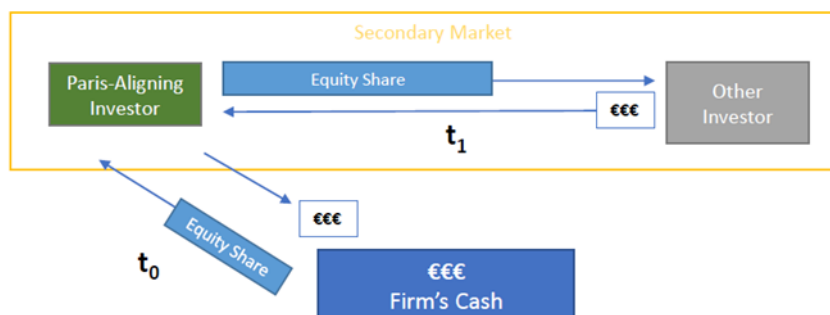 Secondary Market
Paris-Aligning
Investor
Equity Share
€€€
Other
Investor
t₁
€€€
Equity Share
t₀
€€€
Firm's Cash